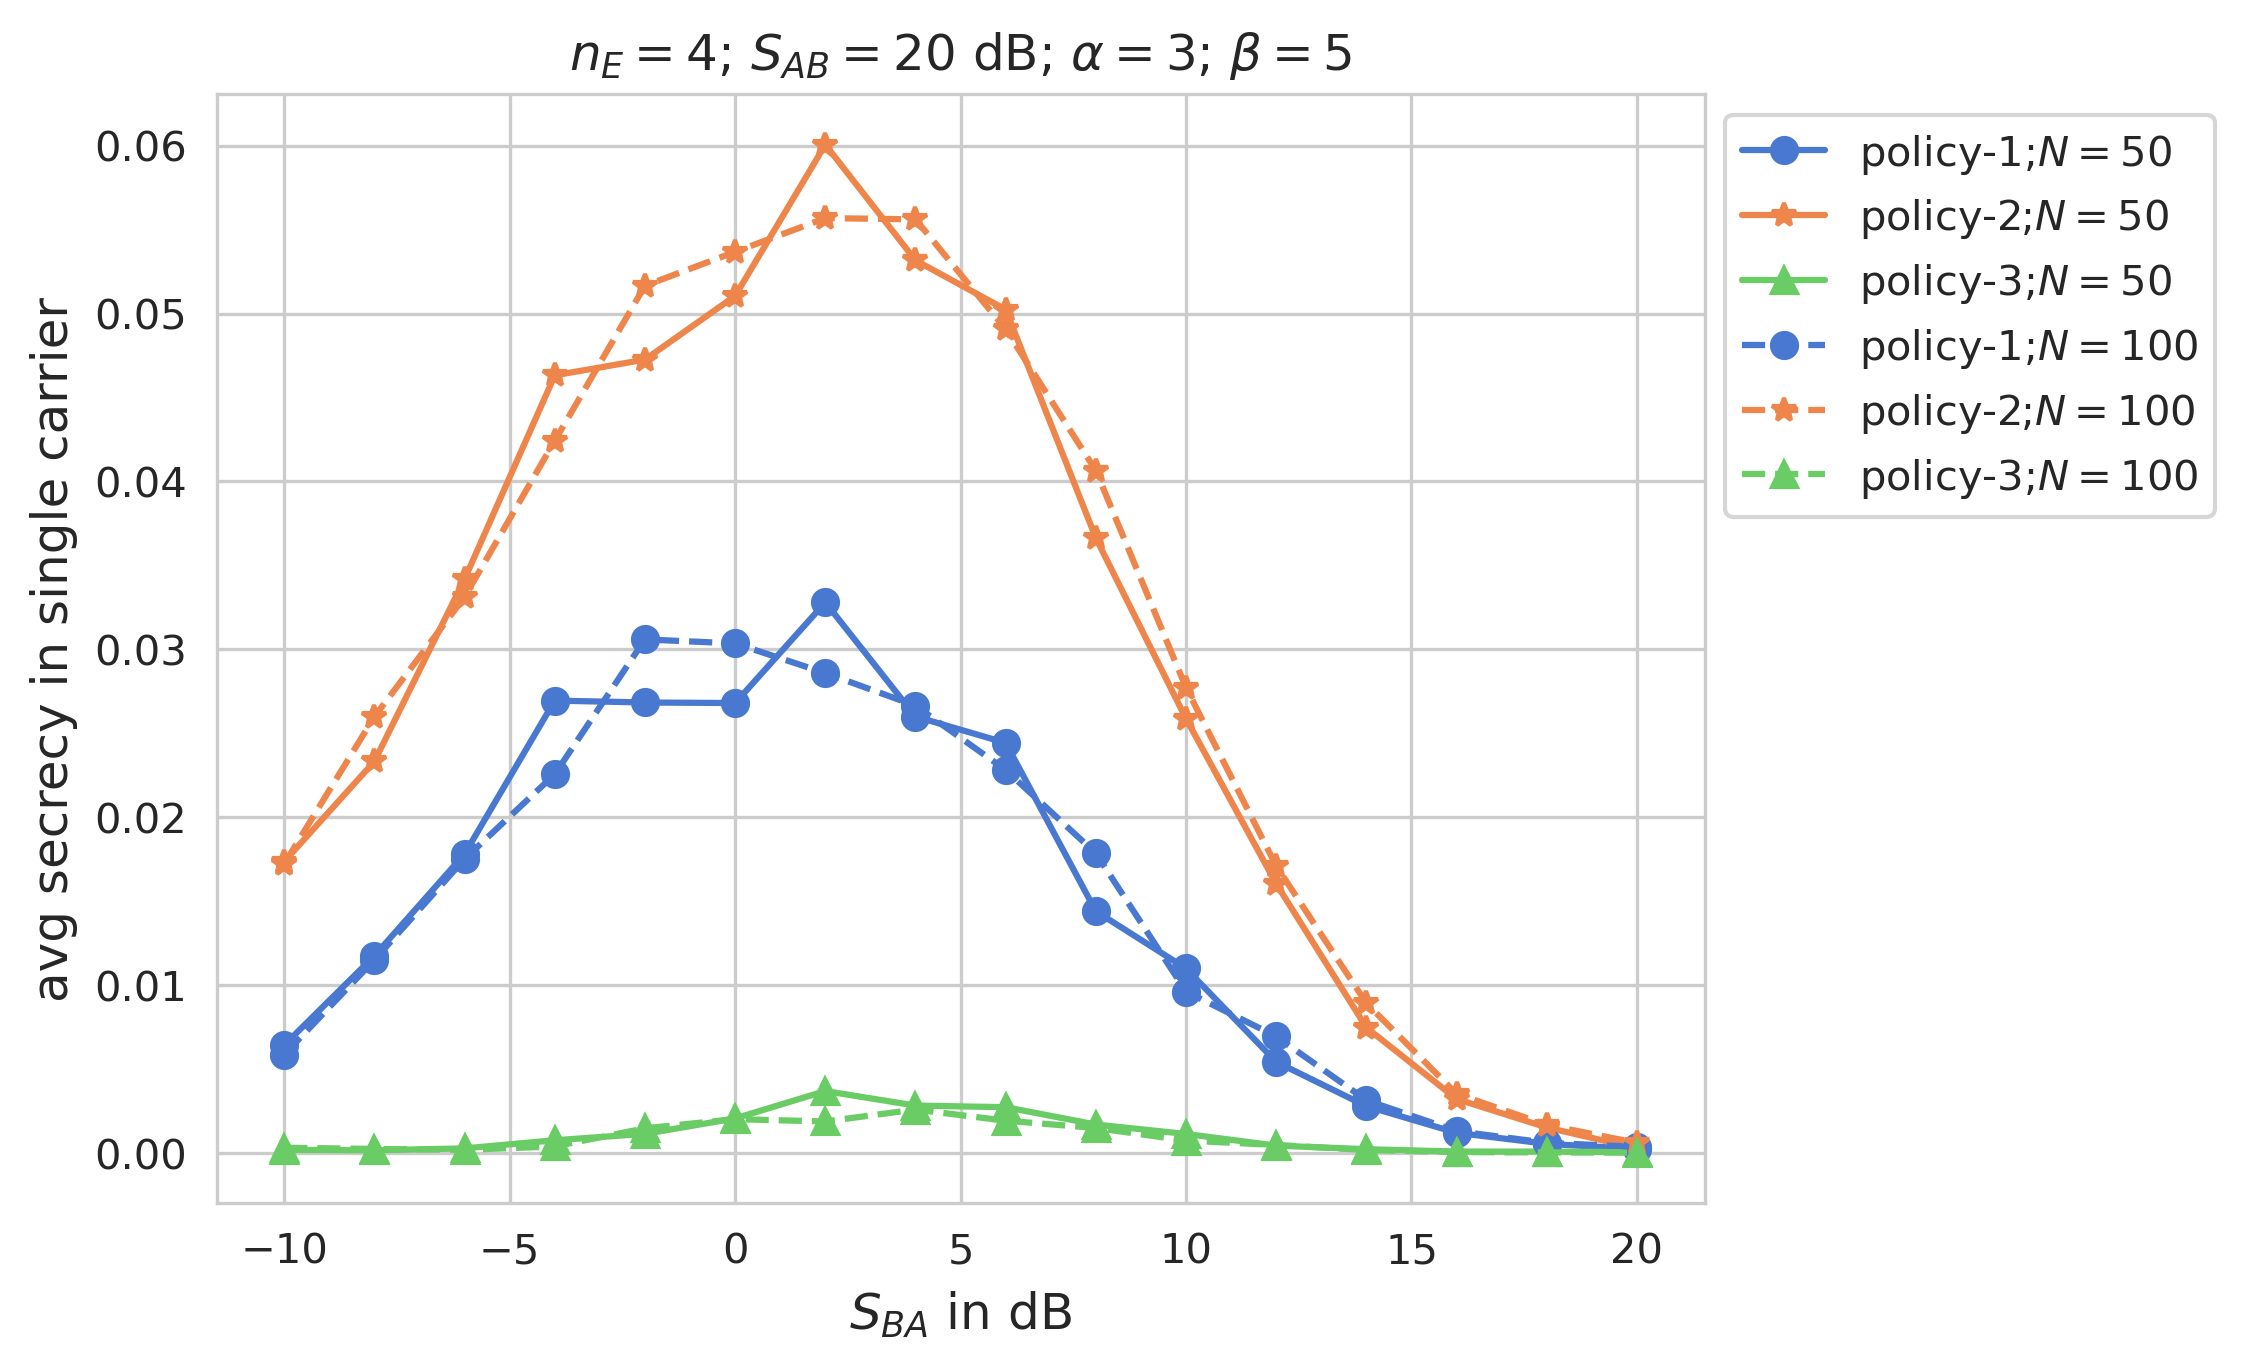 n_E = 4; S_AB = 20 dB; α = 3; β = 5
avg secrecy in single carrier
0.06
0.05
0.04
0.03
0.02
0.01
0.00
−10
−5
0
5
10
15
20
S_BA in dB
policy-1;N = 50
policy-2;N = 50
policy-3;N = 50
policy-1;N = 100
policy-2;N = 100
policy-3;N = 100